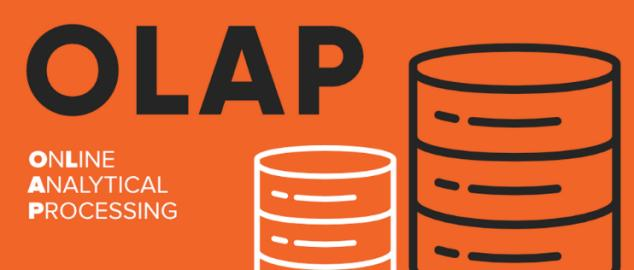 OLAP
ONLINE
ANALYTICAL
PROCESSING